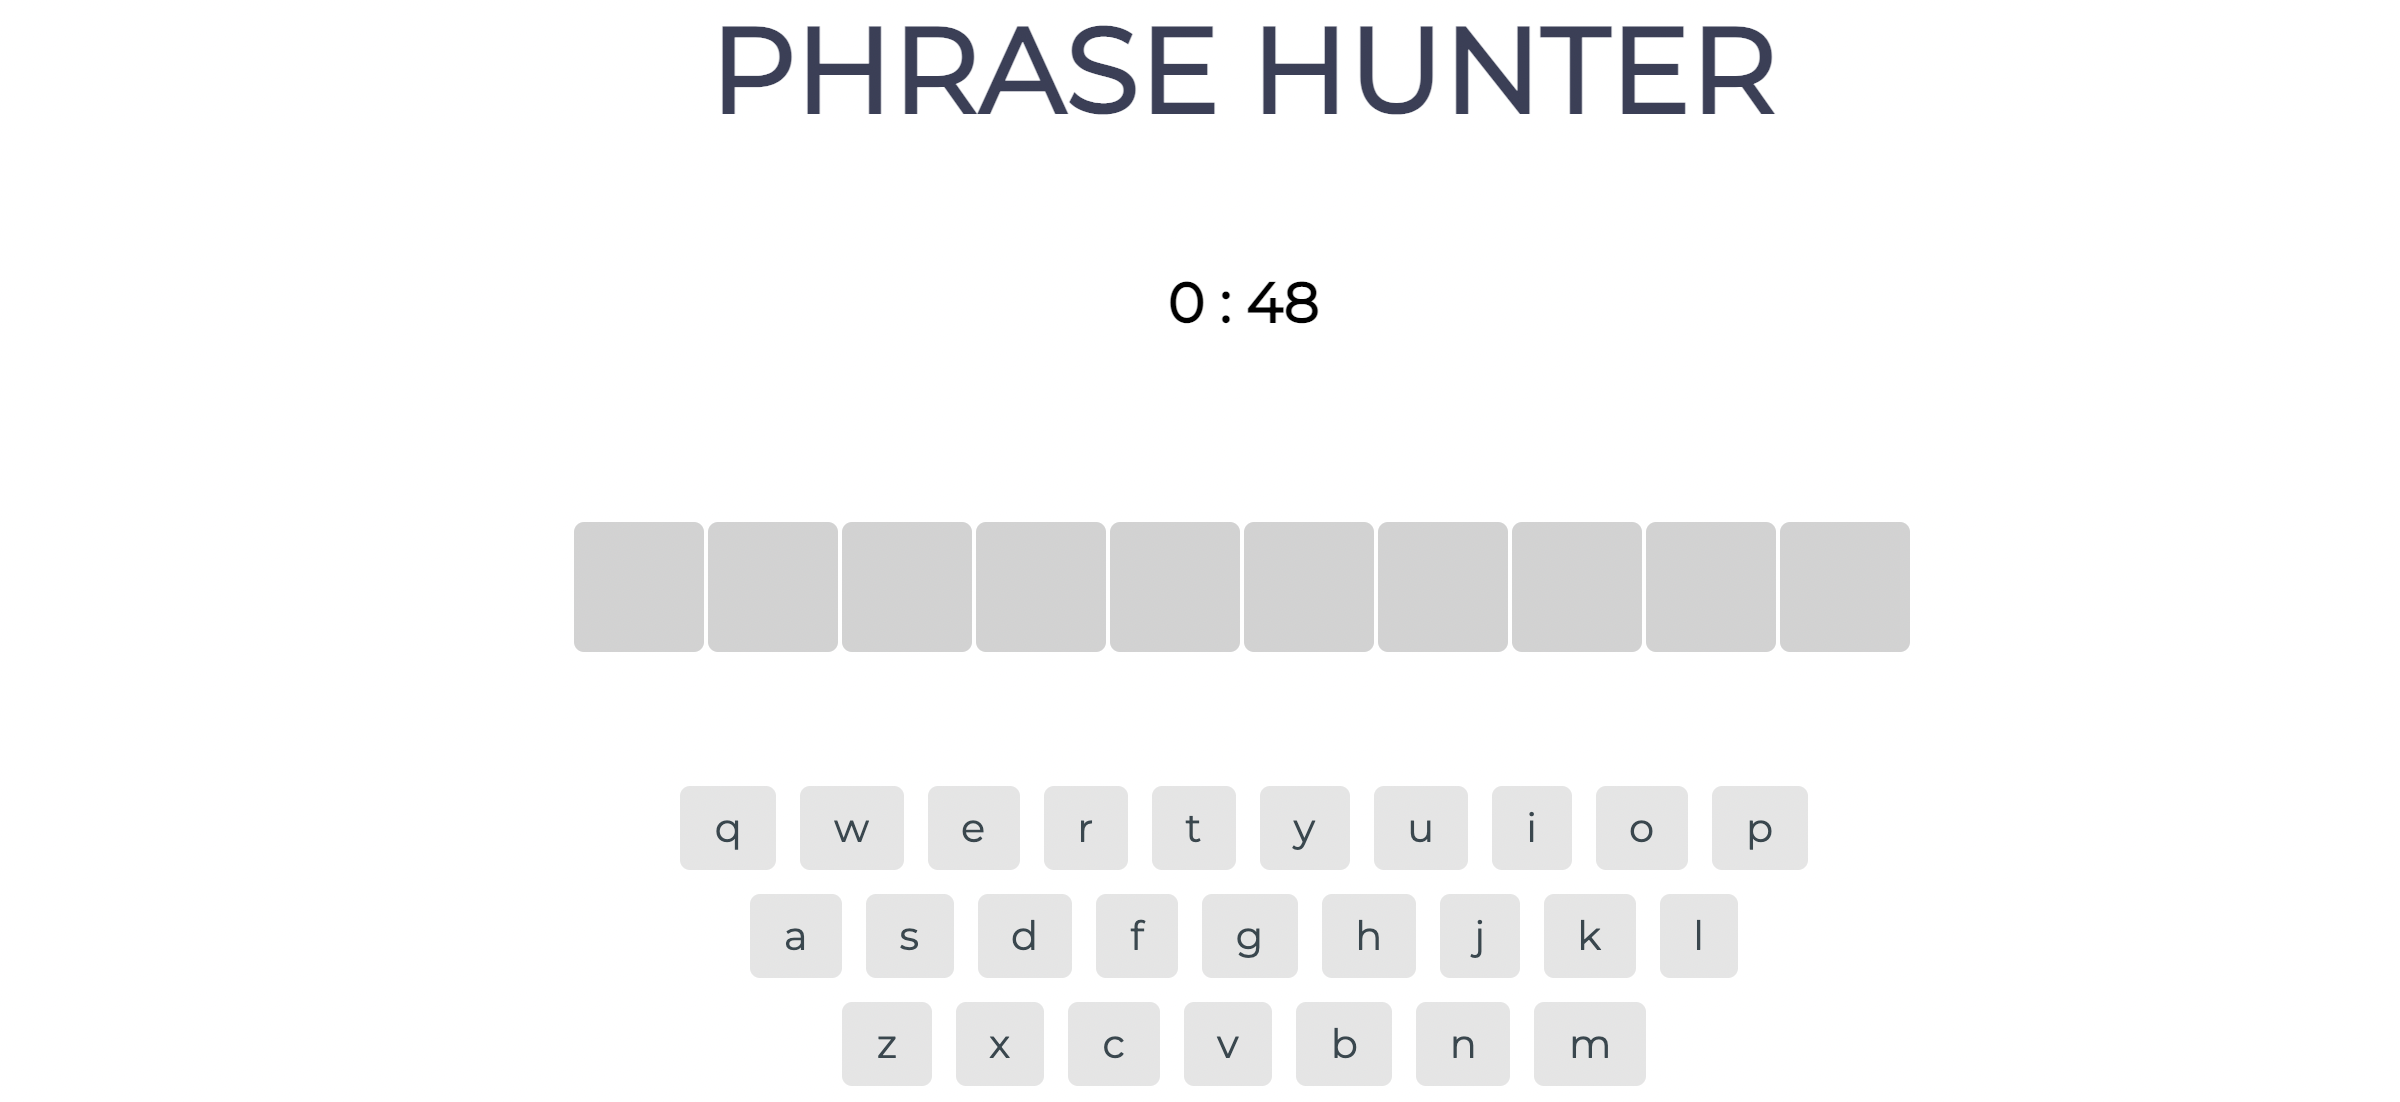 PHRASE HUNTER
0 : 48
q w e r t y u i o p
a s d f g h j k l
z x c v b n m